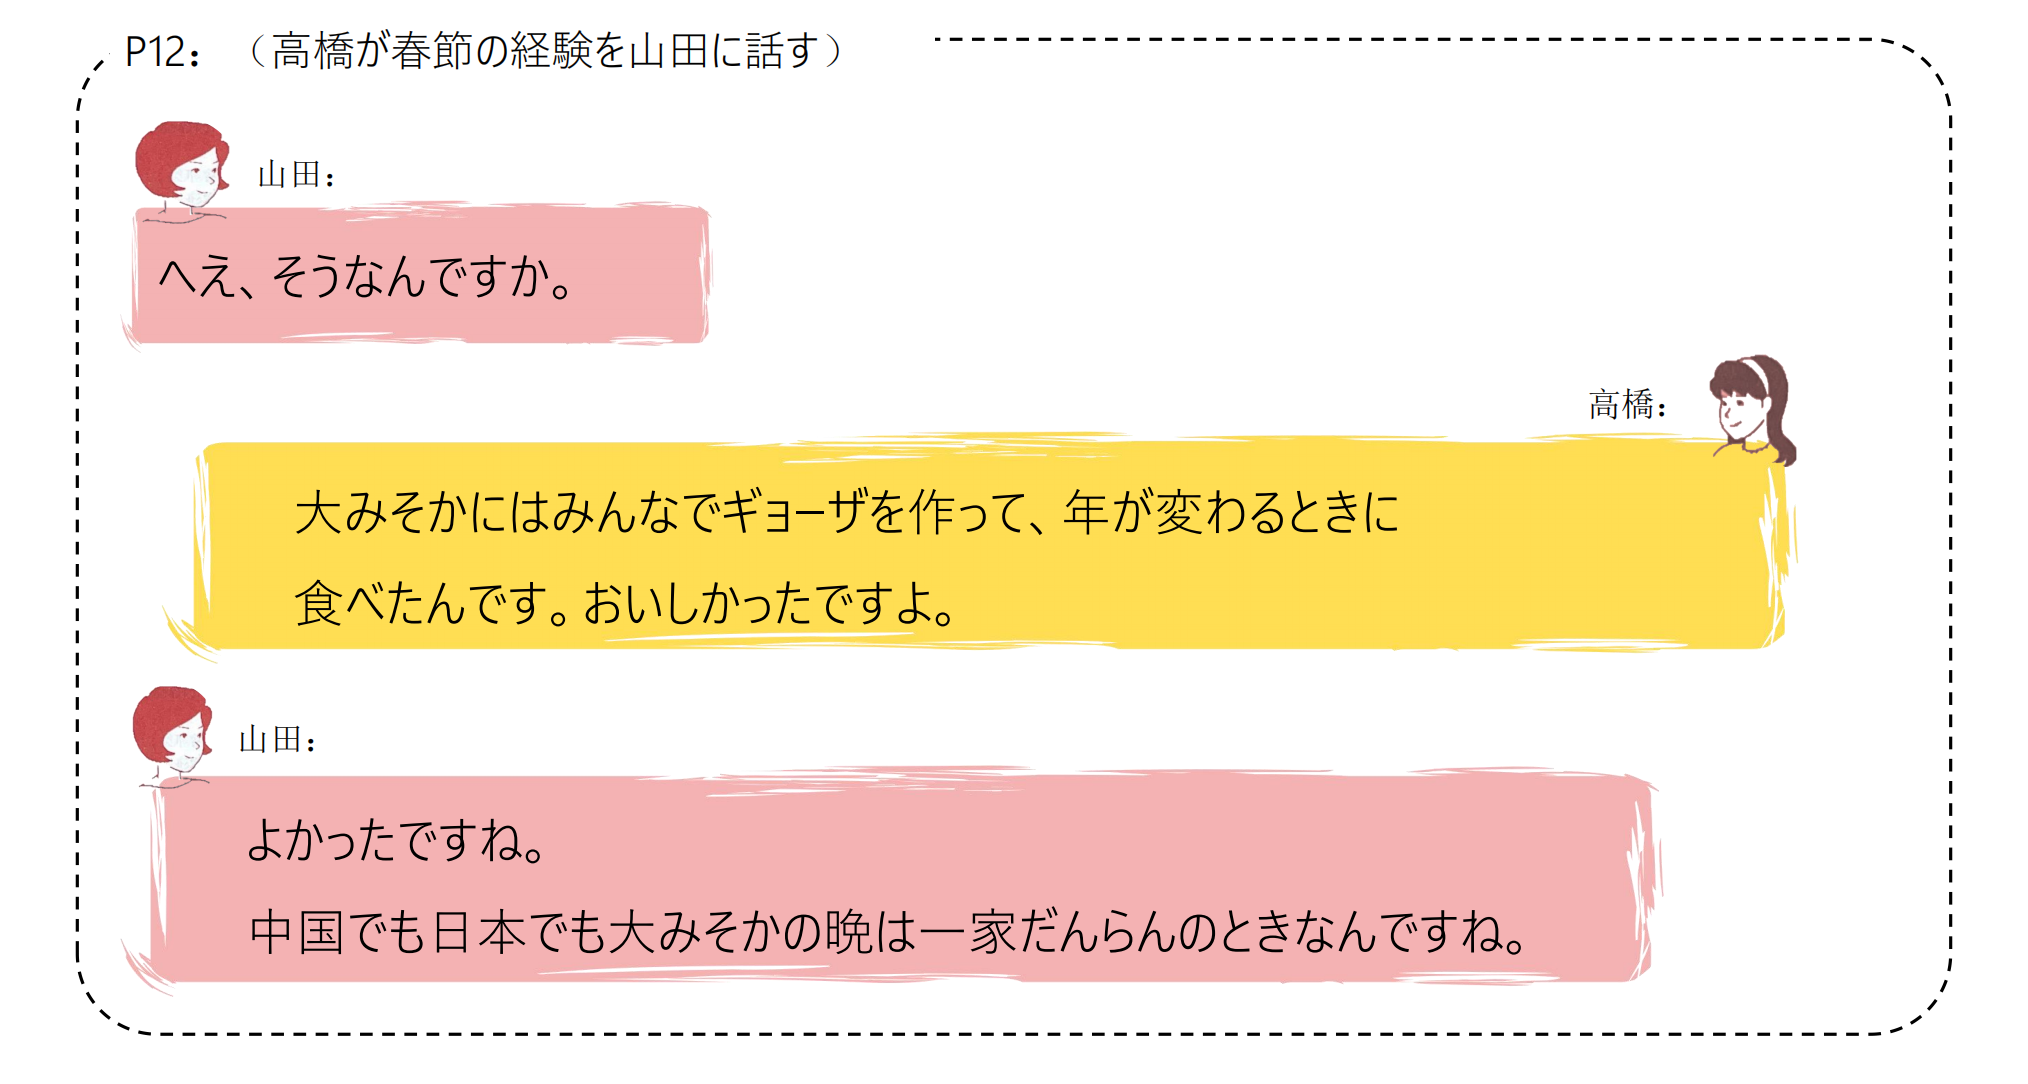 P12：（高橋が春節の経験を山田に話す）
山田：
へえ、そうなんですか。
高橋：
大みそかにはみんなでギョーザを作って、年が変わるときに
食べたんです。おいしかったですよ。
山田：
よかったですね。
中国でも日本でも大みそかの晩は一家だんらんのときなんですね。